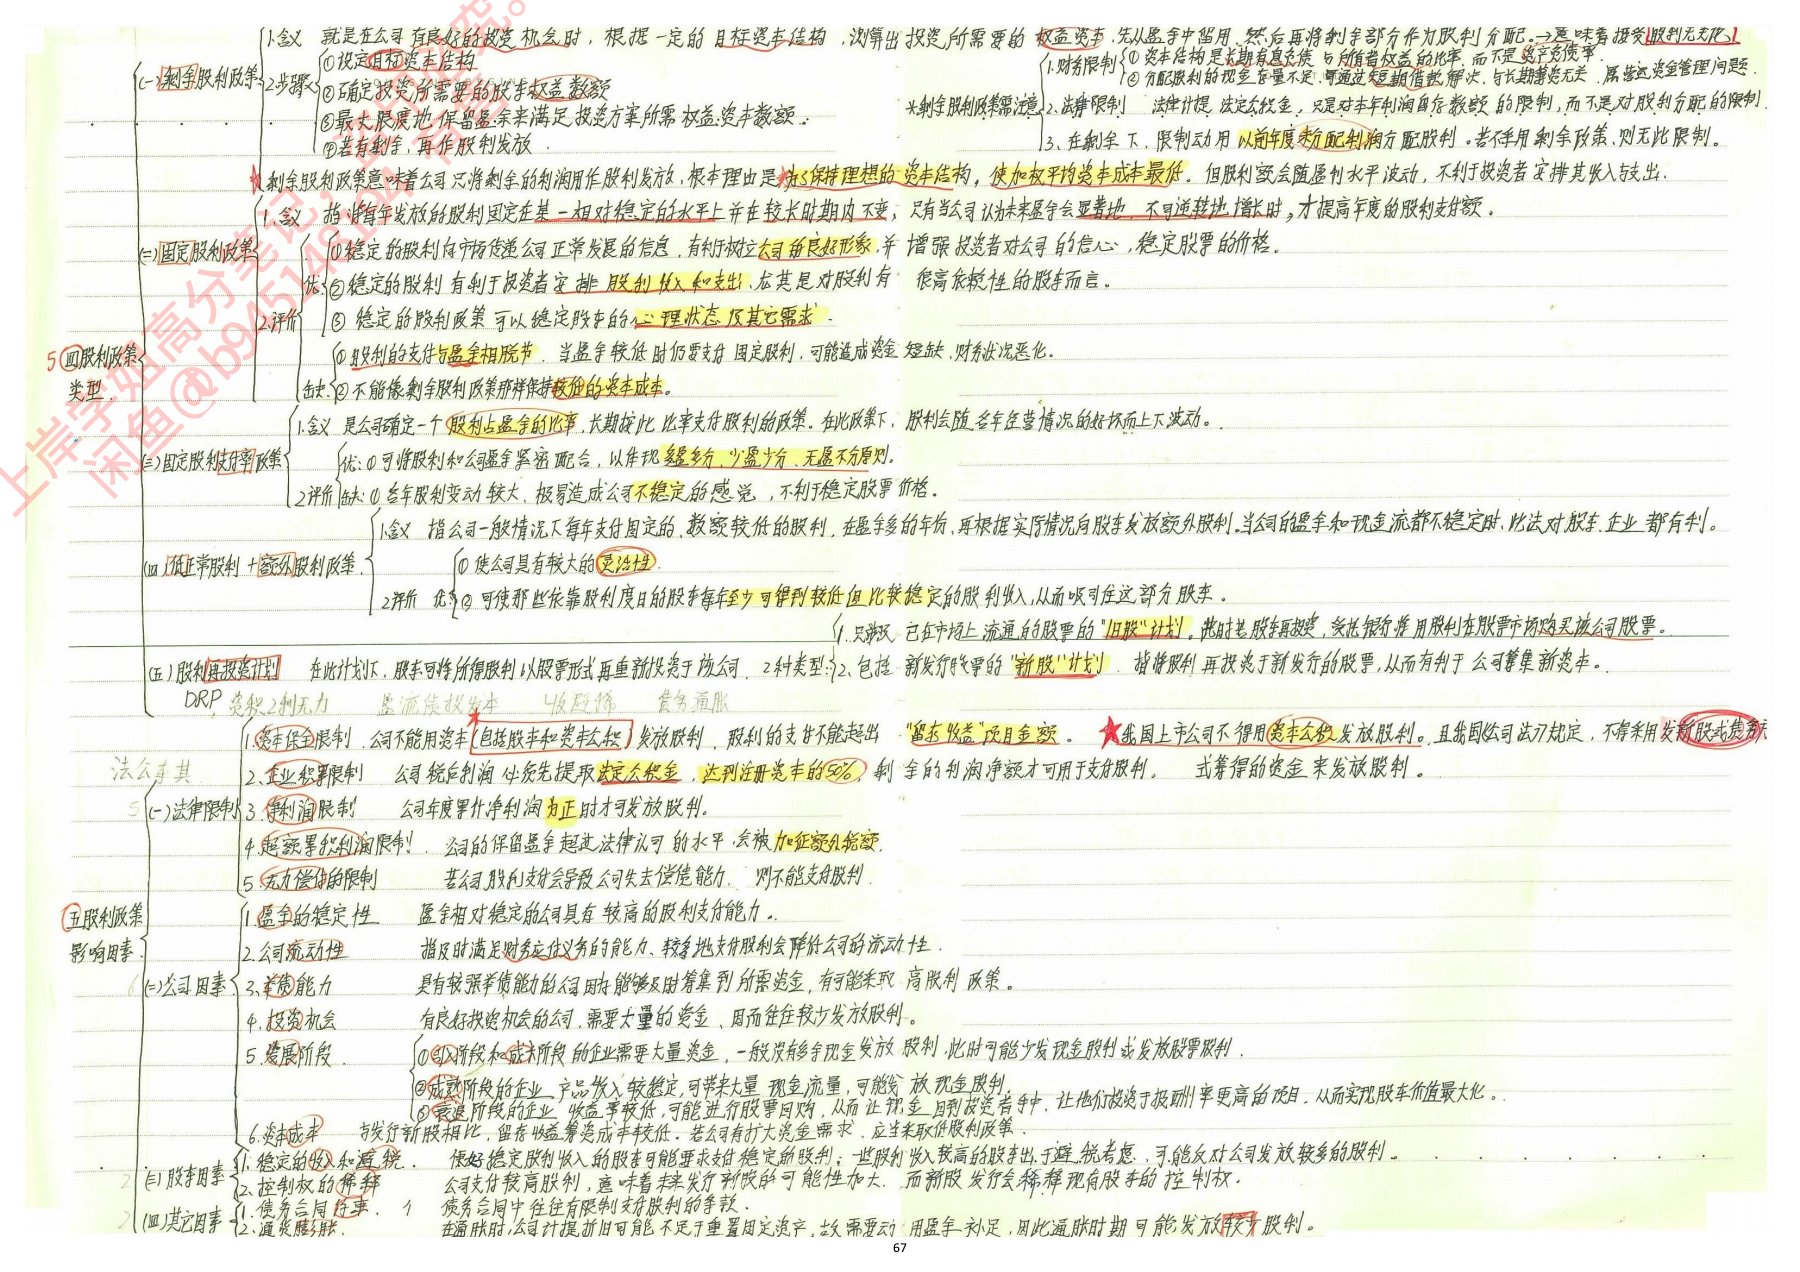 1.含义 就是在公司有良好的投资机会时，根据一定的目标资本结构，测算出投资所需要的权益资本，先从盈余中留用，然后再将剩余部分作为股利分配。→意味着接受股利无关论
(一)剩余股利政策
2.步骤
①设定目标资本结构
②确定投资所需要的股东权益数额
③最大限度地保留盈余来满足投资方案所需权益资本数额。
④若有剩余，再作股利发放.
*剩余股利政策需注意
1.财务限制
①资本结构是长期有息负债与所有者权益的比率，而不是资产负债率.
②分配股利的现金存量不足，可通过短期借款解决，与长期筹资无关，属营运资金管理问题.
2.法律限制 法律计提法定公积金，只是对本年利润留存数额的限制，而不是对股利分配的限制.
3.在剩余下，限制动用以前年度未分配利润分配股利。若不采用剩余政策，则无此限制。
★剩余股利政策意味着公司只将剩余的利润用作股利发放，根本理由是★为了保持理想的资本结构，使加权平均资本成本最低。但股利额会随盈利水平波动，不利于投资者安排其收入与支出.
5 四股利政策
类型.
(二)固定股利政策
1.含义 指将每年发放的股利固定在某一相对稳定的水平上并在较长时期内不变，只有当公司认为未来盈余会显著地、不可逆转地增长时，才提高年度的股利支付额。
2.评价
优
①稳定的股利向市场传递公司正常发展的信息，有利于树立公司的良好形象，并增强投资者对公司的信心，稳定股票的价格。
②稳定的股利有利于投资者安排股利收入和支出，尤其是对股利有很高依赖性的股东而言。
③稳定的股利政策可以稳定股东的心理状态及其它需求.
缺:
①股利的支付与盈余相脱节. 当盈余较低时仍要支付固定股利，可能造成资金短缺，财务状况恶化。
②不能像剩余股利政策那样保持较低的资本成本。
(三)固定股利支付率政策
1.含义 是公司确定一个股利占盈余的比率，长期按此比率支付股利的政策。在此政策下，股利会随各年经营情况的好坏而上下波动。
2.评价
优:①可将股利和公司盈余紧密配合，以体现多盈多分、少盈少分、无盈不分原则。
缺:①各年股利变动较大、极易造成公司不稳定的感觉，不利于稳定股票价格。
(四)低正常股利+额外股利政策.
1.含义 指公司一般情况下每年支付固定的、数额较低的股利，在盈余多的年份，再根据实际情况向股东发放额外股利。当公司的盈余和现金流都不稳定时，此法对股东、企业都有利。
2评价 优
①使公司具有较大的灵活性.
②可使那些依靠股利度日的股东每年至少可得到较低但比较稳定的股利收入，从而吸引住这部分股东.
(五)股利再投资计划
DRP
在此计划下，股东可将所得股利以股票形式再重新投资于该公司. 2种类型:
1.只涉及已在市场上流通的股票的"旧股"计划。此时若股东再投资，受托银行将用股利在股票市场购买该公司股票。
2、包括新发行股票的"新股"计划. 指将股利再投资于新发行的股票，从而有利于公司筹集新资本。
资积2利无力 盈流债投发本 收避稀 债务通胀
五股利政策
影响因素.
法公东其
5 (一)法律限制
1.资本保全限制. 公司不能用资本(包括股本和资本公积)发放股利，股利的支付不能超出"留存收益"项目金额。 ★我国上市公司不得用资本公积发放股利。且我国《公司法》规定，不得采用发新股或借债方
式筹得的资金来发放股利。
2.企业积累限制 公司税后利润必须先提取法定公积金，达到注册资本的50%，剩余的利润净额才可用于支付股利。
3.净利润限制 公司年度累计净利润为正时才可发放股利。
4.超额累积利润限制. 公司的保留盈余超过法律认可的水平，会被加征额外税额.
5.无力偿付的限制 若公司股利支付会导致公司失去偿债能力，则不能支付股利.
6 (二)公司因素
1.盈余的稳定性 盈余相对稳定的公司具有较高的股利支付能力。
2.公司流动性 指及时满足财务应付义务的能力、较多地支付股利会降低公司的流动性.
3.举债能力 具有较强举债能力的公司因为能够及时筹集到所需资金，有可能采取高股利政策。
4.投资机会 有良好投资机会的公司，需要大量的资金、因而往往较少发放股利。
5.发展阶段.
①引入阶段和成长阶段的企业需要大量资金，一般没有多余现金发放股利，此时可能少发现金股利或发放股票股利.
②成熟阶段的企业. 产品收入较稳定，可带来大量现金流量，可能发放现金股利.
③衰退阶段的企业 收益率较低，可能进行股票回购，从而让现金回到投资者手中，让他们投资于报酬率更高的项目，从而实现股东价值最大化。
6.资本成本 与发行新股相比，留存收益筹资成本较低. 若公司有扩大资金需求，应当采取低股利政策.
2 (三)股东因素
1.稳定的收入和避税. 偏好稳定股利收入的股东可能要求支付稳定的股利；一些股利收入较高的股东出于避税考虑，可能反对公司发放较多的股利。
2.控制权的稀释 公司支付较高股利，意味着未来发行新股的可能性加大. 而新股发行会稀释现有股东的控制权.
2 (四)其它因素
1.债务合同约束. 债务合同中往往有限制支付股利的条款.
2.通货膨胀. 在通胀时，公司计提折旧可能不足于重置固定资产，故需要动用盈余补足，因此通胀时期可能发放较少股利。
67
上岸学姐高分笔记
闲鱼@b94514819DA